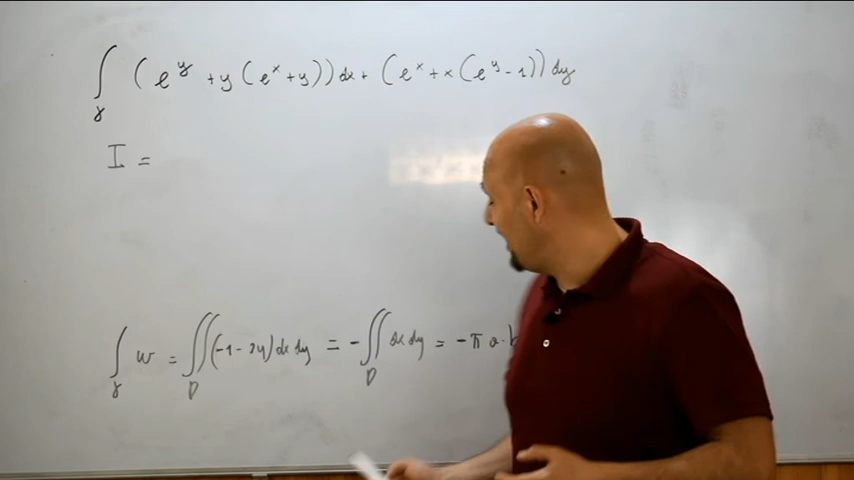 ∫_γ (e^y + y(e^x + y))dx + (e^x + x(e^y - 1))dy
I =
∫_γ w = ∬_D (-1 - 2y)dx dy = - ∬_D dx dy = -π a·b